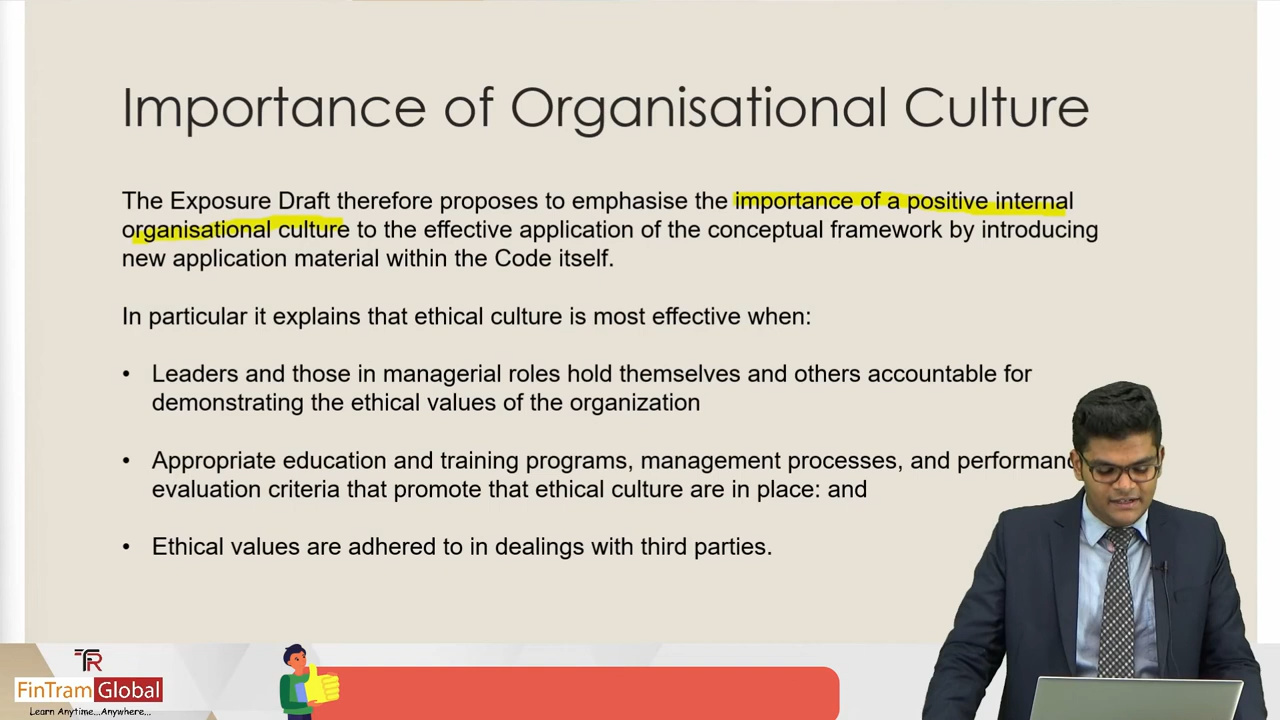 Importance of Organisational Culture
The Exposure Draft therefore proposes to emphasise the importance of a positive internal
organisational culture to the effective application of the conceptual framework by introducing
new application material within the Code itself.
In particular it explains that ethical culture is most effective when:
• Leaders and those in managerial roles hold themselves and others accountable for
demonstrating the ethical values of the organization
• Appropriate education and training programs, management processes, and performanc
evaluation criteria that promote that ethical culture are in place: and
• Ethical values are adhered to in dealings with third parties.
FinTram Global
Learn Anytime...Anywhere...